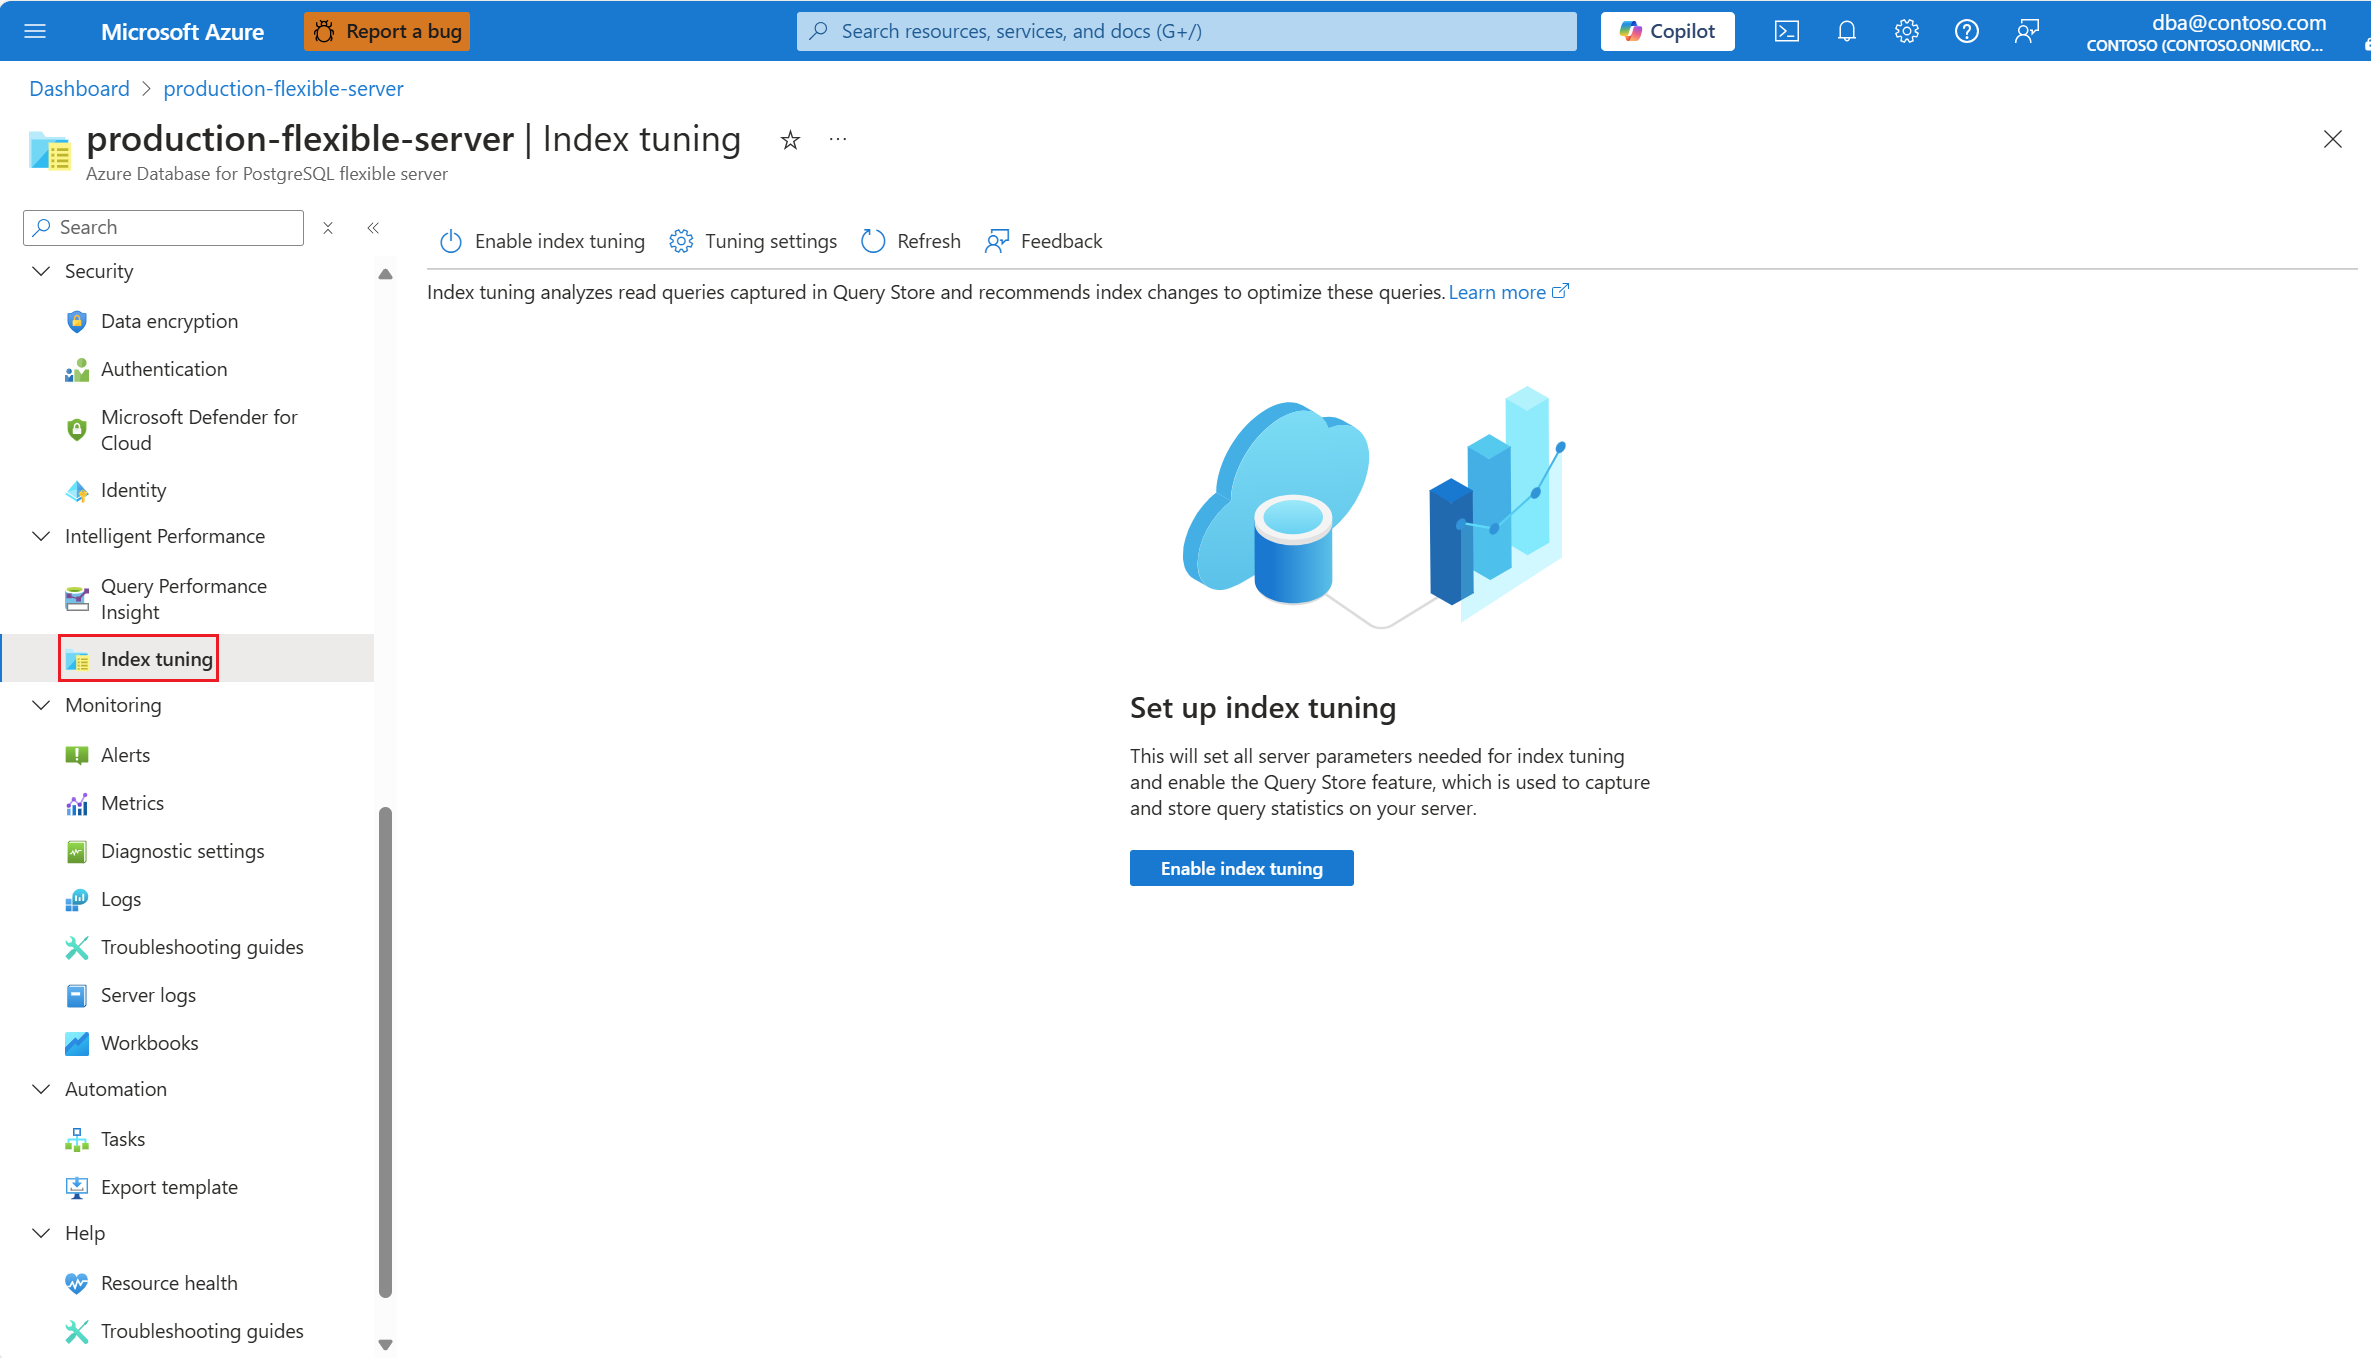 Microsoft Azure
Report a bug
Search resources, services, and docs (G+/)
Copilot
dba@contoso.com
CONTOSO (CONTOSO.ONMICRO...
Dashboard > production-flexible-server
production-flexible-server | Index tuning
Azure Database for PostgreSQL flexible server
Search
Security
Data encryption
Authentication
Microsoft Defender for
Cloud
Identity
Intelligent Performance
Query Performance
Insight
Index tuning
Monitoring
Alerts
Metrics
Diagnostic settings
Logs
Troubleshooting guides
Server logs
Workbooks
Automation
Tasks
Export template
Help
Resource health
Troubleshooting guides
Enable index tuning
Tuning settings
Refresh
Feedback
Index tuning analyzes read queries captured in Query Store and recommends index changes to optimize these queries. Learn more
Set up index tuning
This will set all server parameters needed for index tuning
and enable the Query Store feature, which is used to capture
and store query statistics on your server.
Enable index tuning